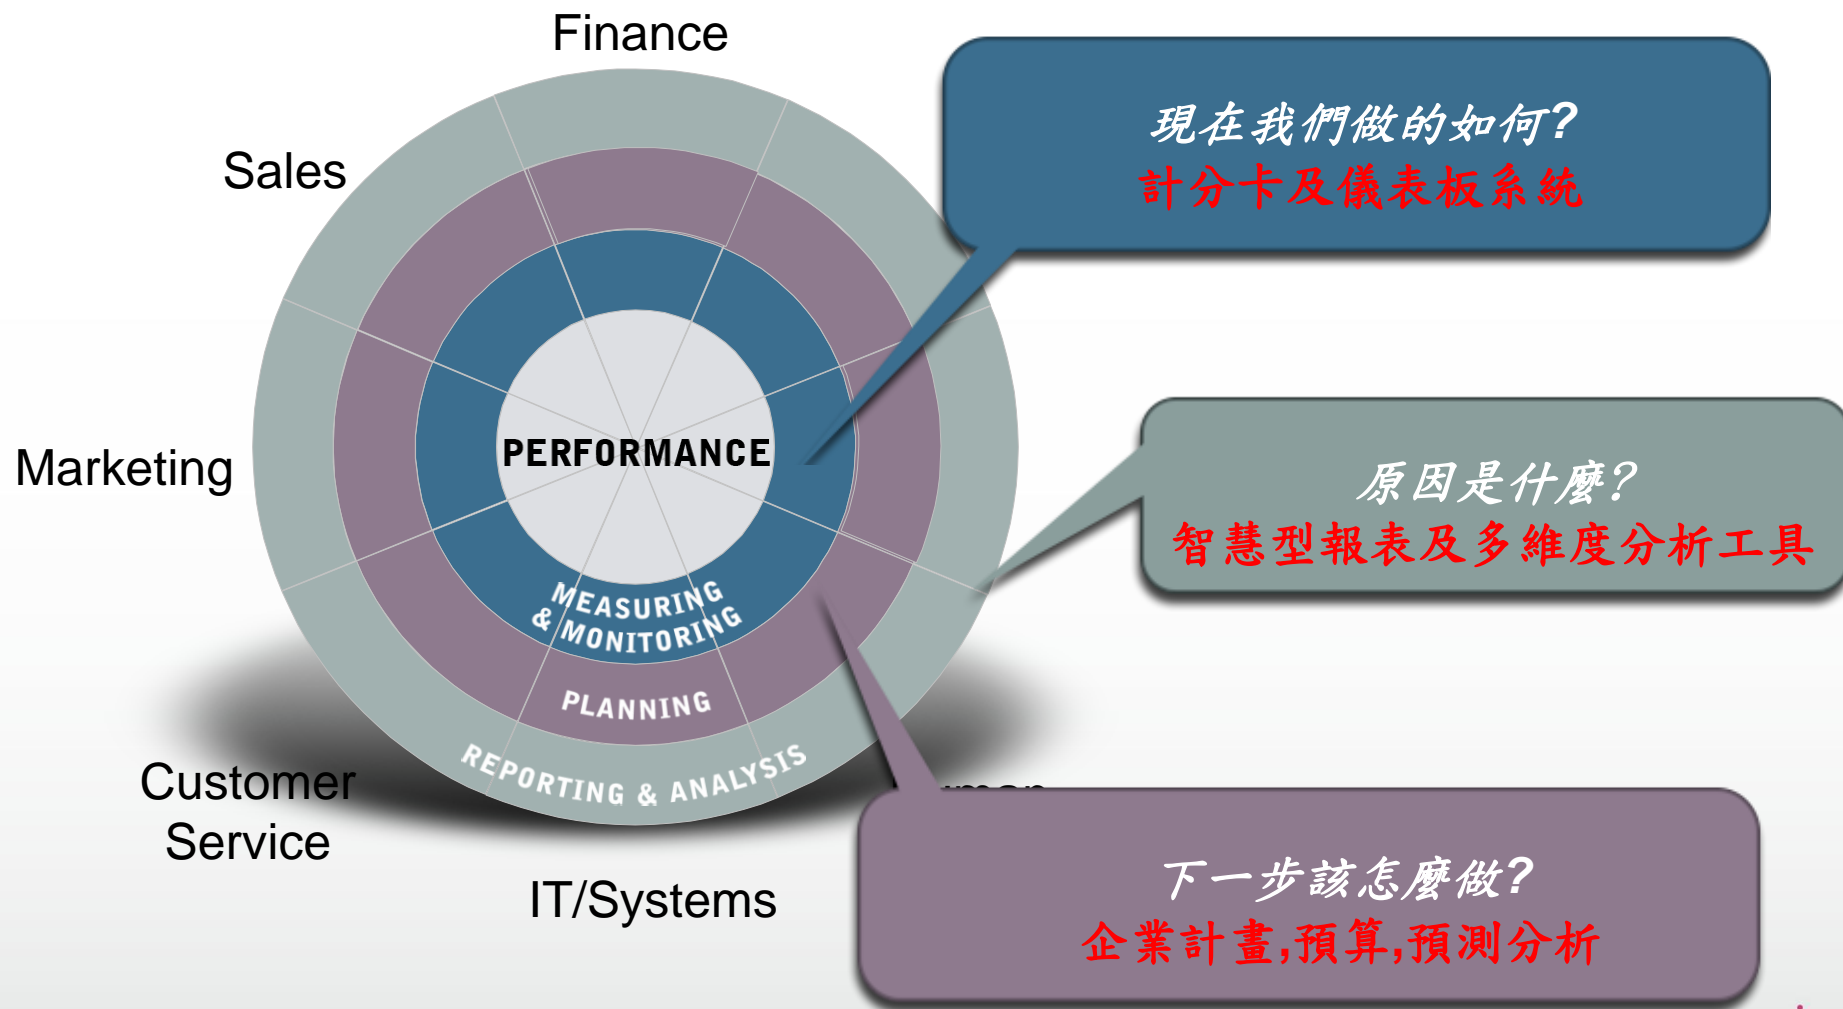 Finance
現在我們做的如何?
計分卡及儀表板系統
Sales
PERFORMANCE
Marketing
原因是什麼?
智慧型報表及多維度分析工具
MEASURING
& MONITORING
PLANNING
REPORTING & ANALYSIS
Customer
Service
IT/Systems
下一步該怎麼做?
企業計畫,預算,預測分析